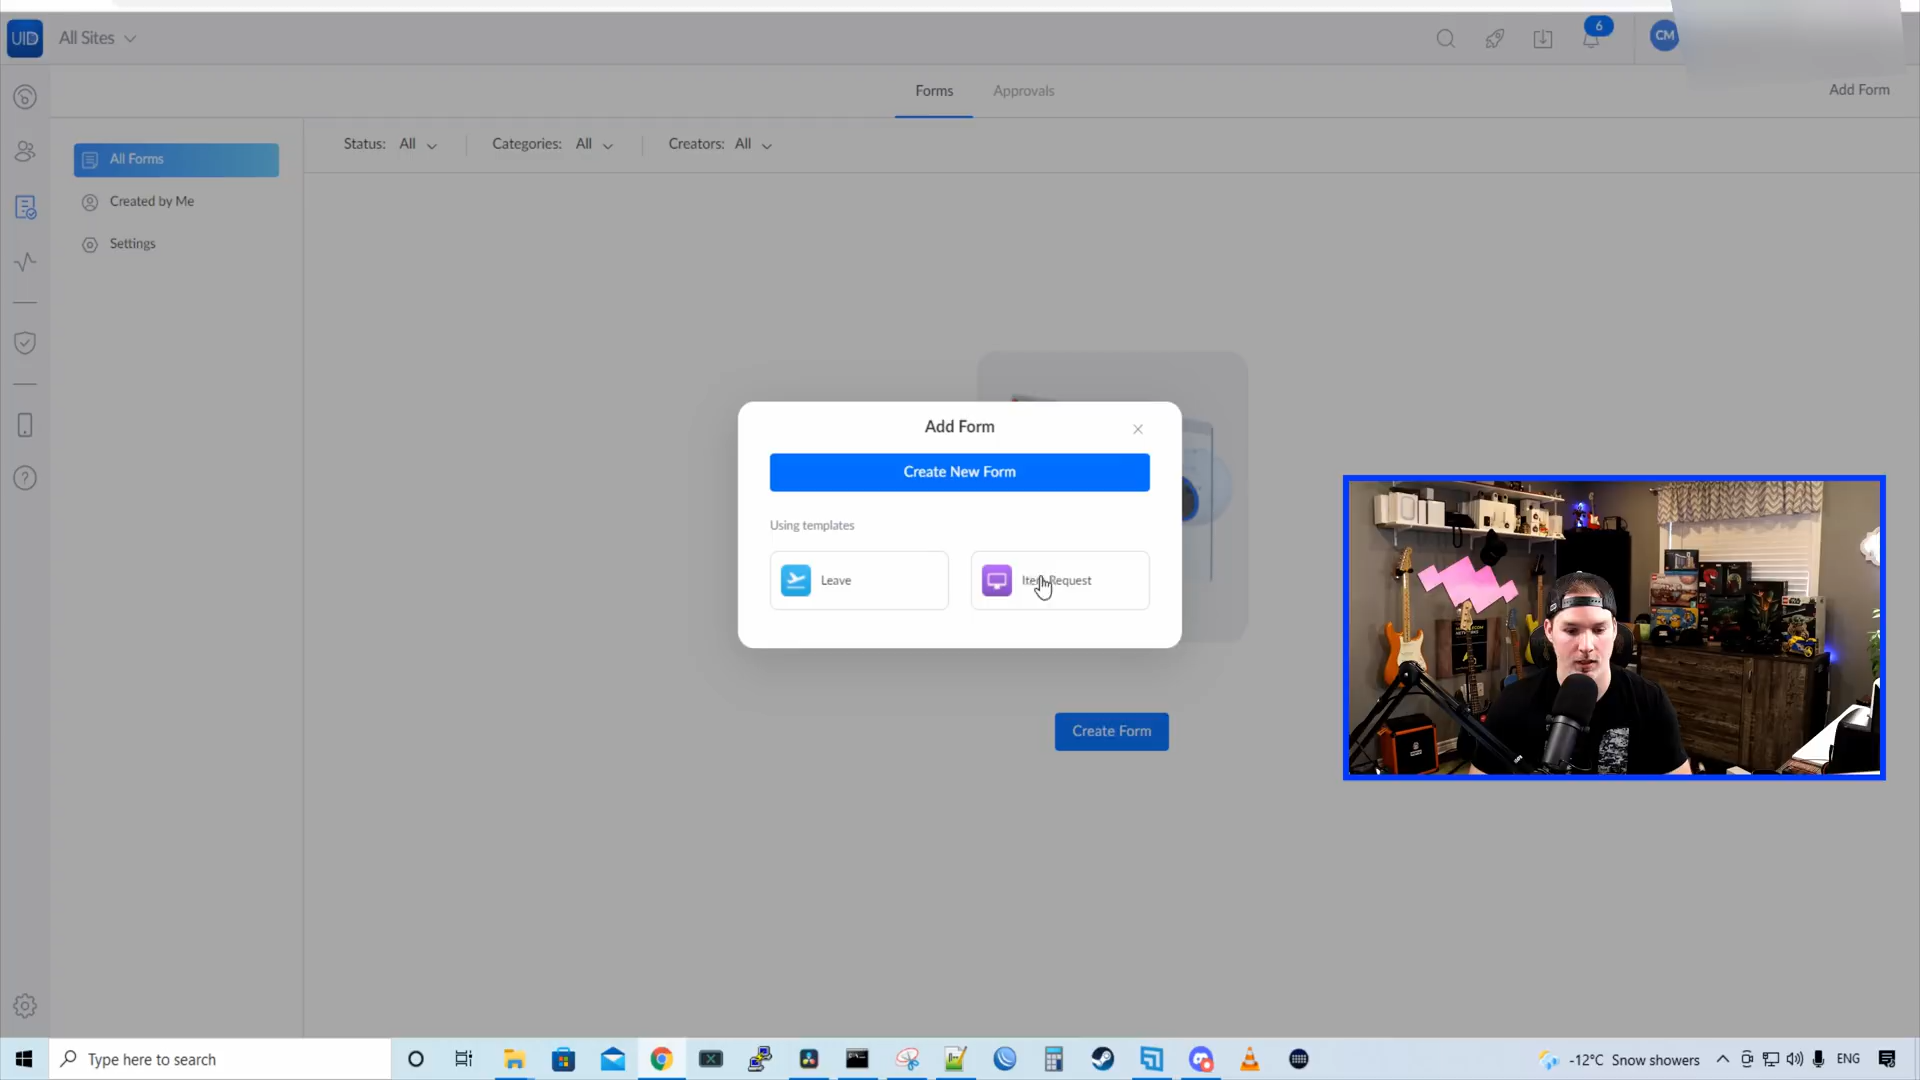 UID
All Sites
6
CM
Forms
Approvals
Add Form
All Forms
Created by Me
Settings
Status: All
Categories: All
Creators: All
Add Form
Create New Form
Using templates
Leave
Item Request
Create Form
Type here to search
-12°C Snow showers
ENG